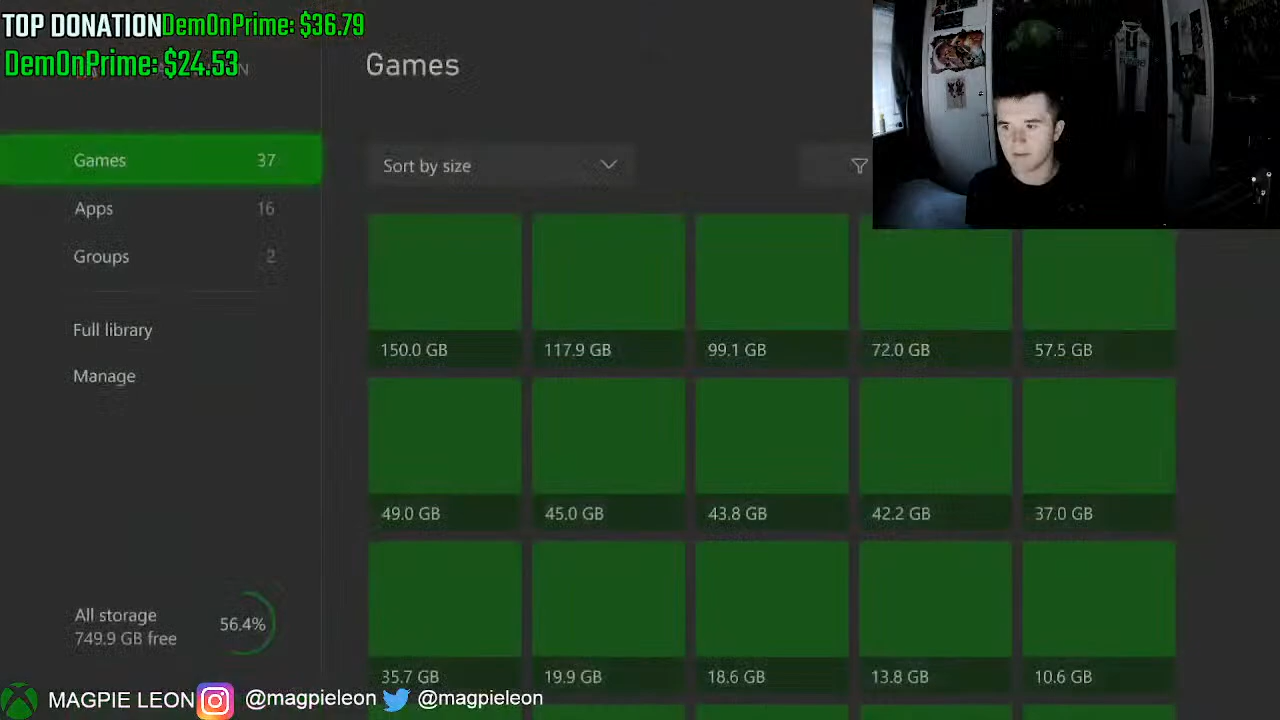 TOP DONATION DemOnPrime: $36.79
DemOnPrime: $24.53
Games
Games 37
Sort by size
Apps 16
Groups 2
Full library
Manage
150.0 GB 117.9 GB 99.1 GB 72.0 GB 57.5 GB
49.0 GB 45.0 GB 43.8 GB 42.2 GB 37.0 GB
35.7 GB 19.9 GB 18.6 GB 13.8 GB 10.6 GB
All storage
749.9 GB free
56.4%
MAGPIE LEON @magpieleon @magpieleon